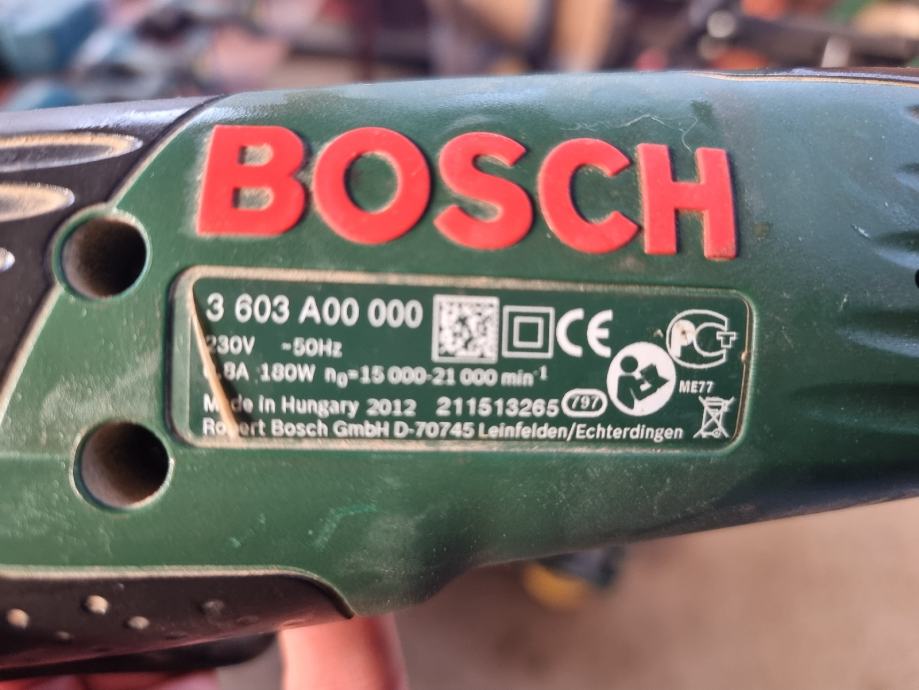 BOSCH
3 603 A00 000 CE
230V ~50Hz
180W n₀=15 000-21 000 min⁻¹
Made in Hungary 2012 211513265 797
ME77
Robert Bosch GmbH D-70745 Leinfelden/Echterdingen